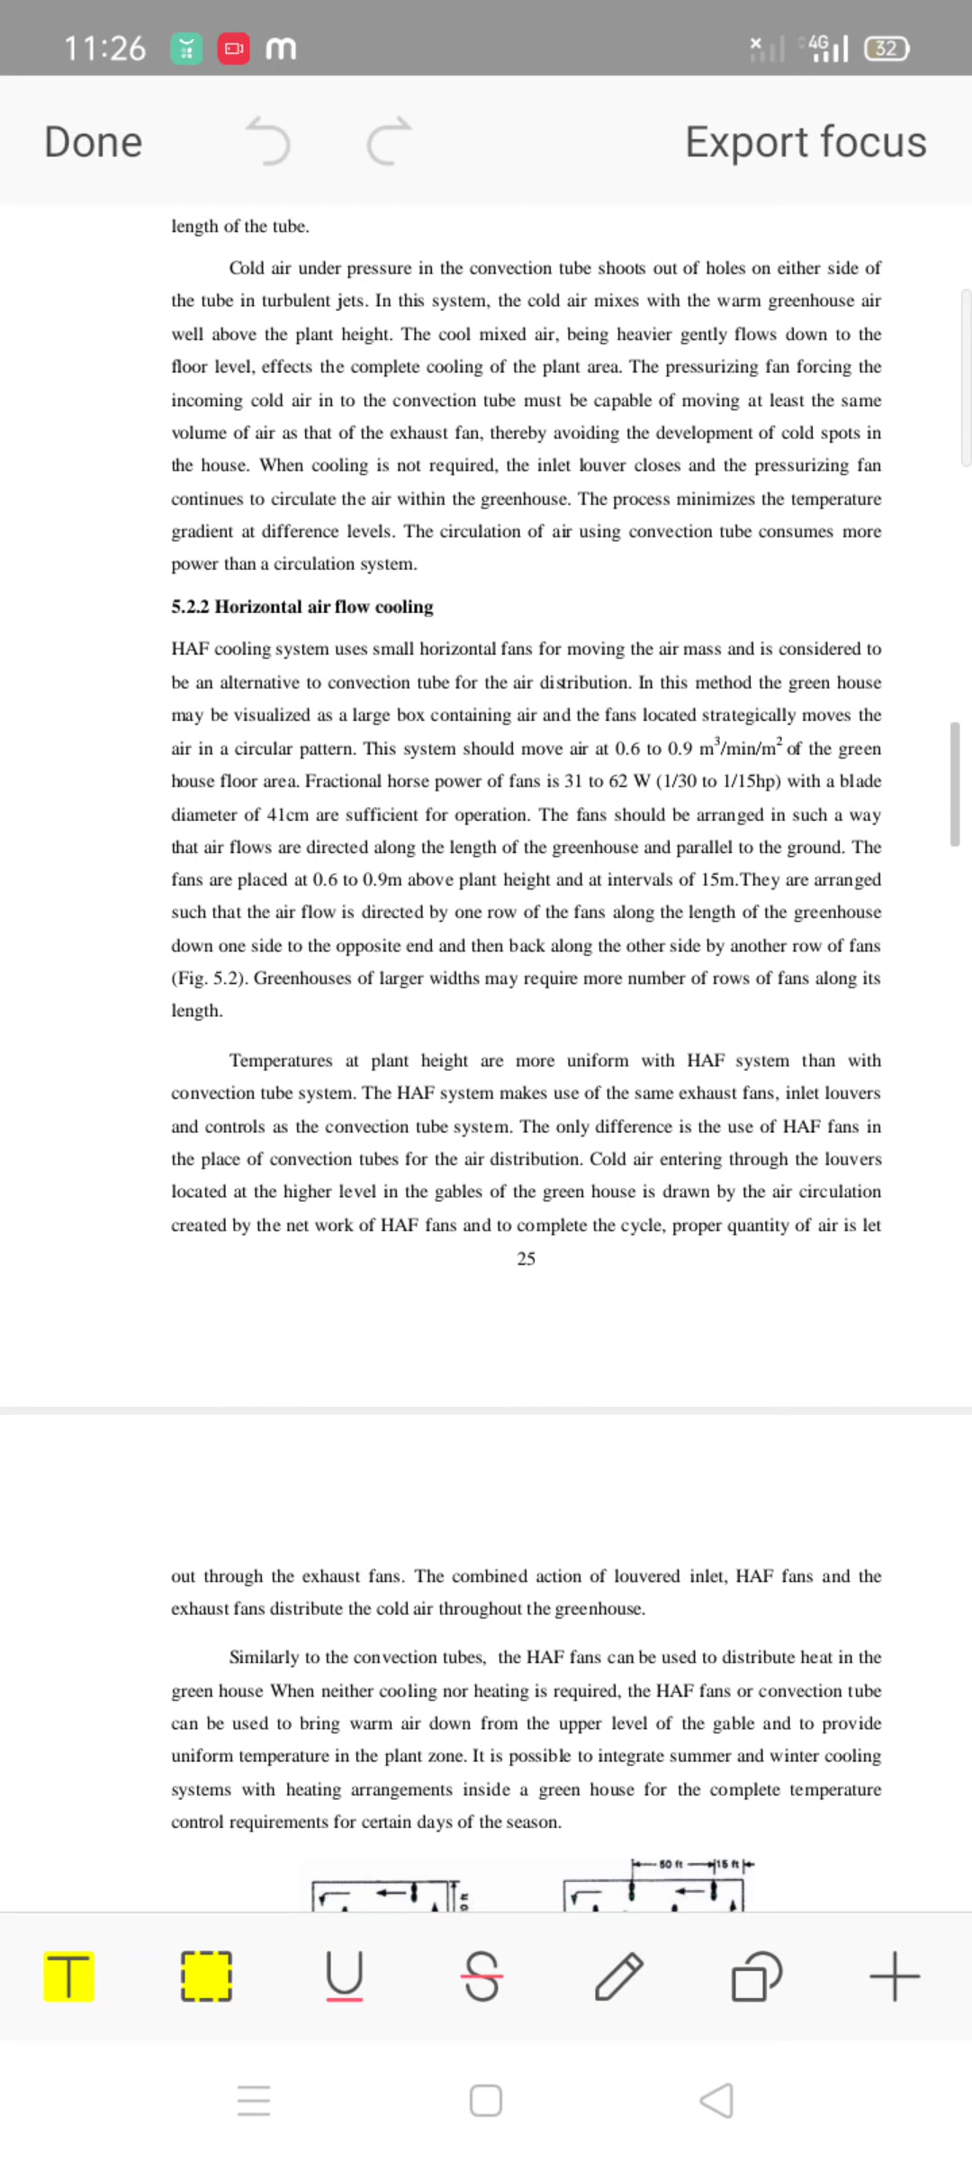 11:26 m 4G 32
Done Export focus
length of the tube.
Cold air under pressure in the convection tube shoots out of holes on either side of
the tube in turbulent jets. In this system, the cold air mixes with the warm greenhouse air
well above the plant height. The cool mixed air, being heavier gently flows down to the
floor level, effects the complete cooling of the plant area. The pressurizing fan forcing the
incoming cold air in to the convection tube must be capable of moving at least the same
volume of air as that of the exhaust fan, thereby avoiding the development of cold spots in
the house. When cooling is not required, the inlet louver closes and the pressurizing fan
continues to circulate the air within the greenhouse. The process minimizes the temperature
gradient at difference levels. The circulation of air using convection tube consumes more
power than a circulation system.
5.2.2 Horizontal air flow cooling
HAF cooling system uses small horizontal fans for moving the air mass and is considered to
be an alternative to convection tube for the air distribution. In this method the green house
may be visualized as a large box containing air and the fans located strategically moves the
air in a circular pattern. This system should move air at 0.6 to 0.9 m³/min/m² of the green
house floor area. Fractional horse power of fans is 31 to 62 W (1/30 to 1/15hp) with a blade
diameter of 41cm are sufficient for operation. The fans should be arranged in such a way
that air flows are directed along the length of the greenhouse and parallel to the ground. The
fans are placed at 0.6 to 0.9m above plant height and at intervals of 15m.They are arranged
such that the air flow is directed by one row of the fans along the length of the greenhouse
down one side to the opposite end and then back along the other side by another row of fans
(Fig. 5.2). Greenhouses of larger widths may require more number of rows of fans along its
length.
Temperatures at plant height are more uniform with HAF system than with
convection tube system. The HAF system makes use of the same exhaust fans, inlet louvers
and controls as the convection tube system. The only difference is the use of HAF fans in
the place of convection tubes for the air distribution. Cold air entering through the louvers
located at the higher level in the gables of the green house is drawn by the air circulation
created by the net work of HAF fans and to complete the cycle, proper quantity of air is let
25
out through the exhaust fans. The combined action of louvered inlet, HAF fans and the
exhaust fans distribute the cold air throughout the greenhouse.
Similarly to the convection tubes, the HAF fans can be used to distribute heat in the
green house When neither cooling nor heating is required, the HAF fans or convection tube
can be used to bring warm air down from the upper level of the gable and to provide
uniform temperature in the plant zone. It is possible to integrate summer and winter cooling
systems with heating arrangements inside a green house for the complete temperature
control requirements for certain days of the season.
50 ft 15 ft
T U S